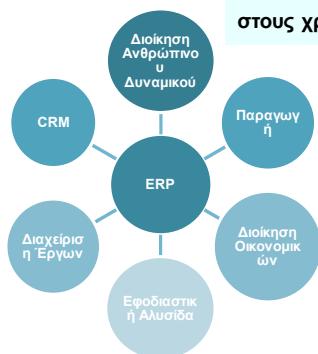 στους χρ
Διοίκηση
Ανθρώπινο
υ
Δυναμικού
CRM
Παραγωγ
ή
ERP
Διαχείρισ
η Έργων
Διοίκηση
Οικονομικ
ών
Εφοδιαστικ
ή Αλυσίδα